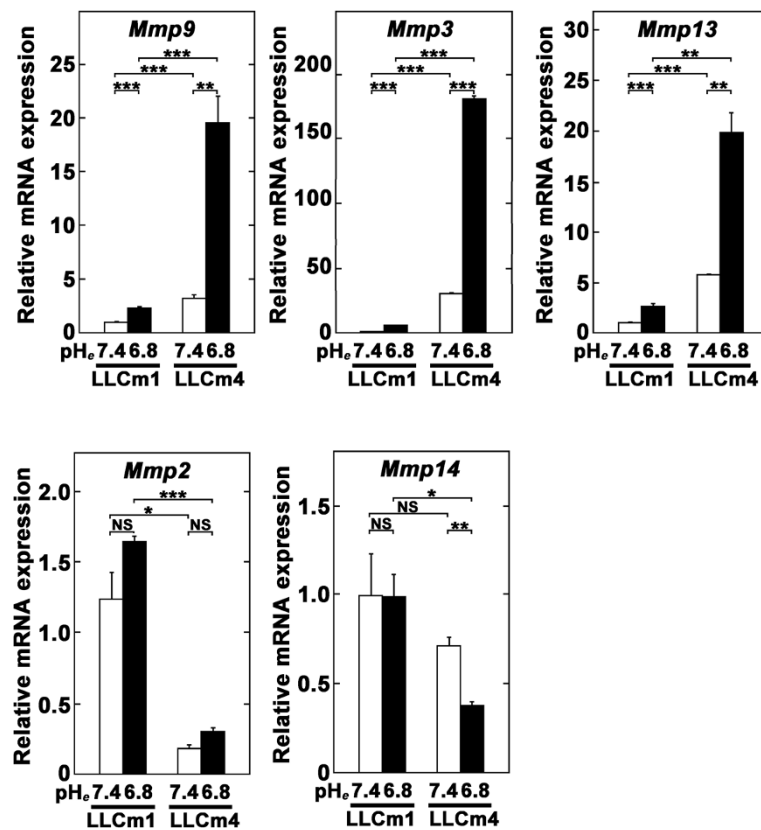 Mmp9
Relative mRNA expression
25
20
15
10
5
0
***
***
*** **
pHe 7.4 6.8 7.4 6.8
LLCm1 LLCm4
Mmp3
Relative mRNA expression
200
150
100
50
0
***
***
*** ***
pHe 7.4 6.8 7.4 6.8
LLCm1 LLCm4
Mmp13
Relative mRNA expression
30
25
20
15
10
5
0
**
***
*** **
pHe 7.4 6.8 7.4 6.8
LLCm1 LLCm4
Mmp2
Relative mRNA expression
2.0
1.5
1.0
0.5
0
***
*
NS NS
pHe 7.4 6.8 7.4 6.8
LLCm1 LLCm4
Mmp14
Relative mRNA expression
1.5
1.0
0.5
0
*
NS
NS **
pHe 7.4 6.8 7.4 6.8
LLCm1 LLCm4